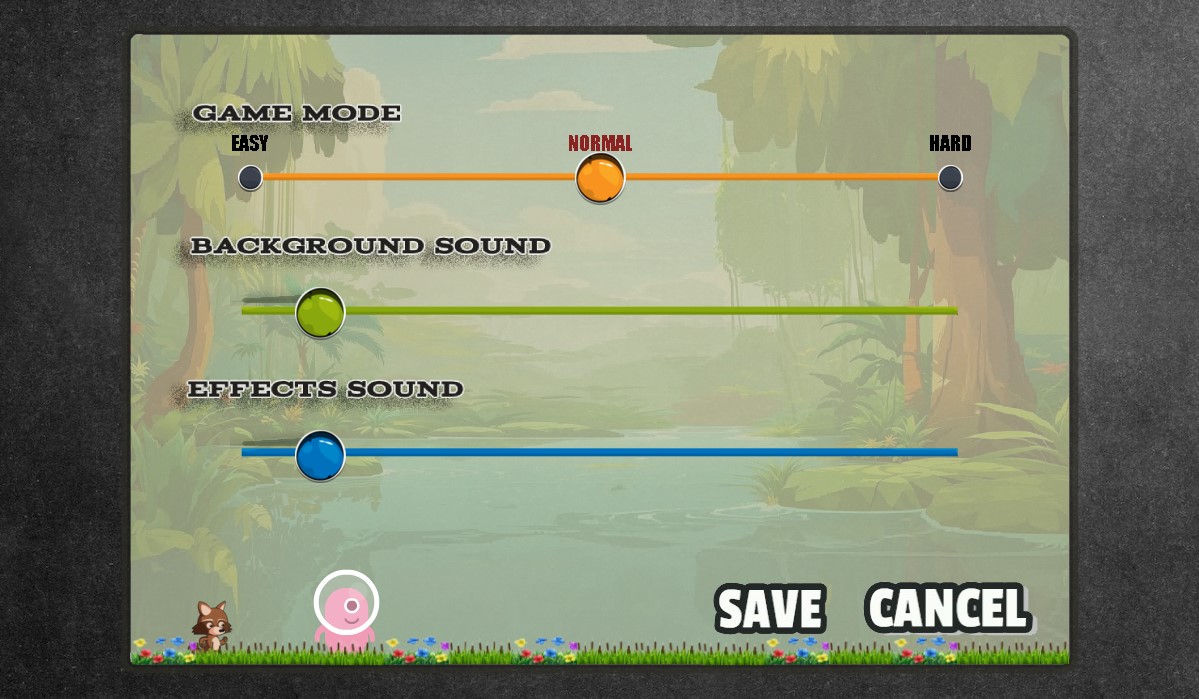 GAME MODE
EASY NORMAL HARD
BACKGROUND SOUND
EFFECTS SOUND
SAVE CANCEL